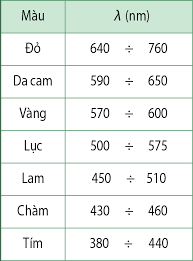 Màu λ (nm)
Đỏ 640 ÷ 760
Da cam 590 ÷ 650
Vàng 570 ÷ 600
Lục 500 ÷ 575
Lam 450 ÷ 510
Chàm 430 ÷ 460
Tím 380 ÷ 440